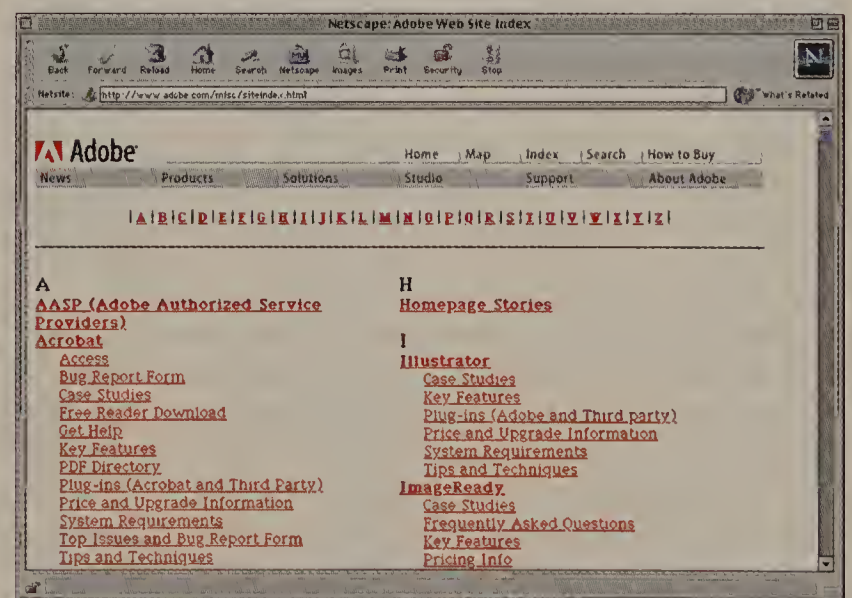 Netscape: Adobe Web Site Index
Back Forward Reload Home Search Netscape Images Print Security Stop
N
Netsite: http://www.adobe.com/misc/siteindex.html What's Related
Adobe
Home Map Index Search How to Buy
News Products Solutions Studio Support About Adobe
|A|B|C|D|E|F|G|H|I|J|K|L|M|N|O|P|Q|R|S|T|U|V|W|X|Y|Z|
A
AASP (Adobe Authorized Service
Providers)
Acrobat
Access
Bug Report Form
Case Studies
Free Reader Download
Get Help
Key Features
PDF Directory
Plug-ins (Acrobat and Third Party)
Price and Upgrade Information
System Requirements
Top Issues and Bug Report Form
Tips and Techniques
H
Homepage Stories
I
Illustrator
Case Studies
Key Features
Plug-ins (Adobe and Third party)
Price and Upgrade Information
System Requirements
Tips and Techniques
ImageReady
Case Studies
Frequently Asked Questions
Key Features
Pricing Info